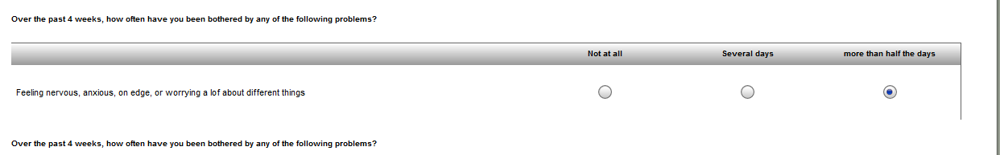 Over the past 4 weeks, how often have you been bothered by any of the following problems?
Not at all Several days more than half the days
Feeling nervous, anxious, on edge, or worrying a lof about different things
Over the past 4 weeks, how often have you been bothered by any of the following problems?